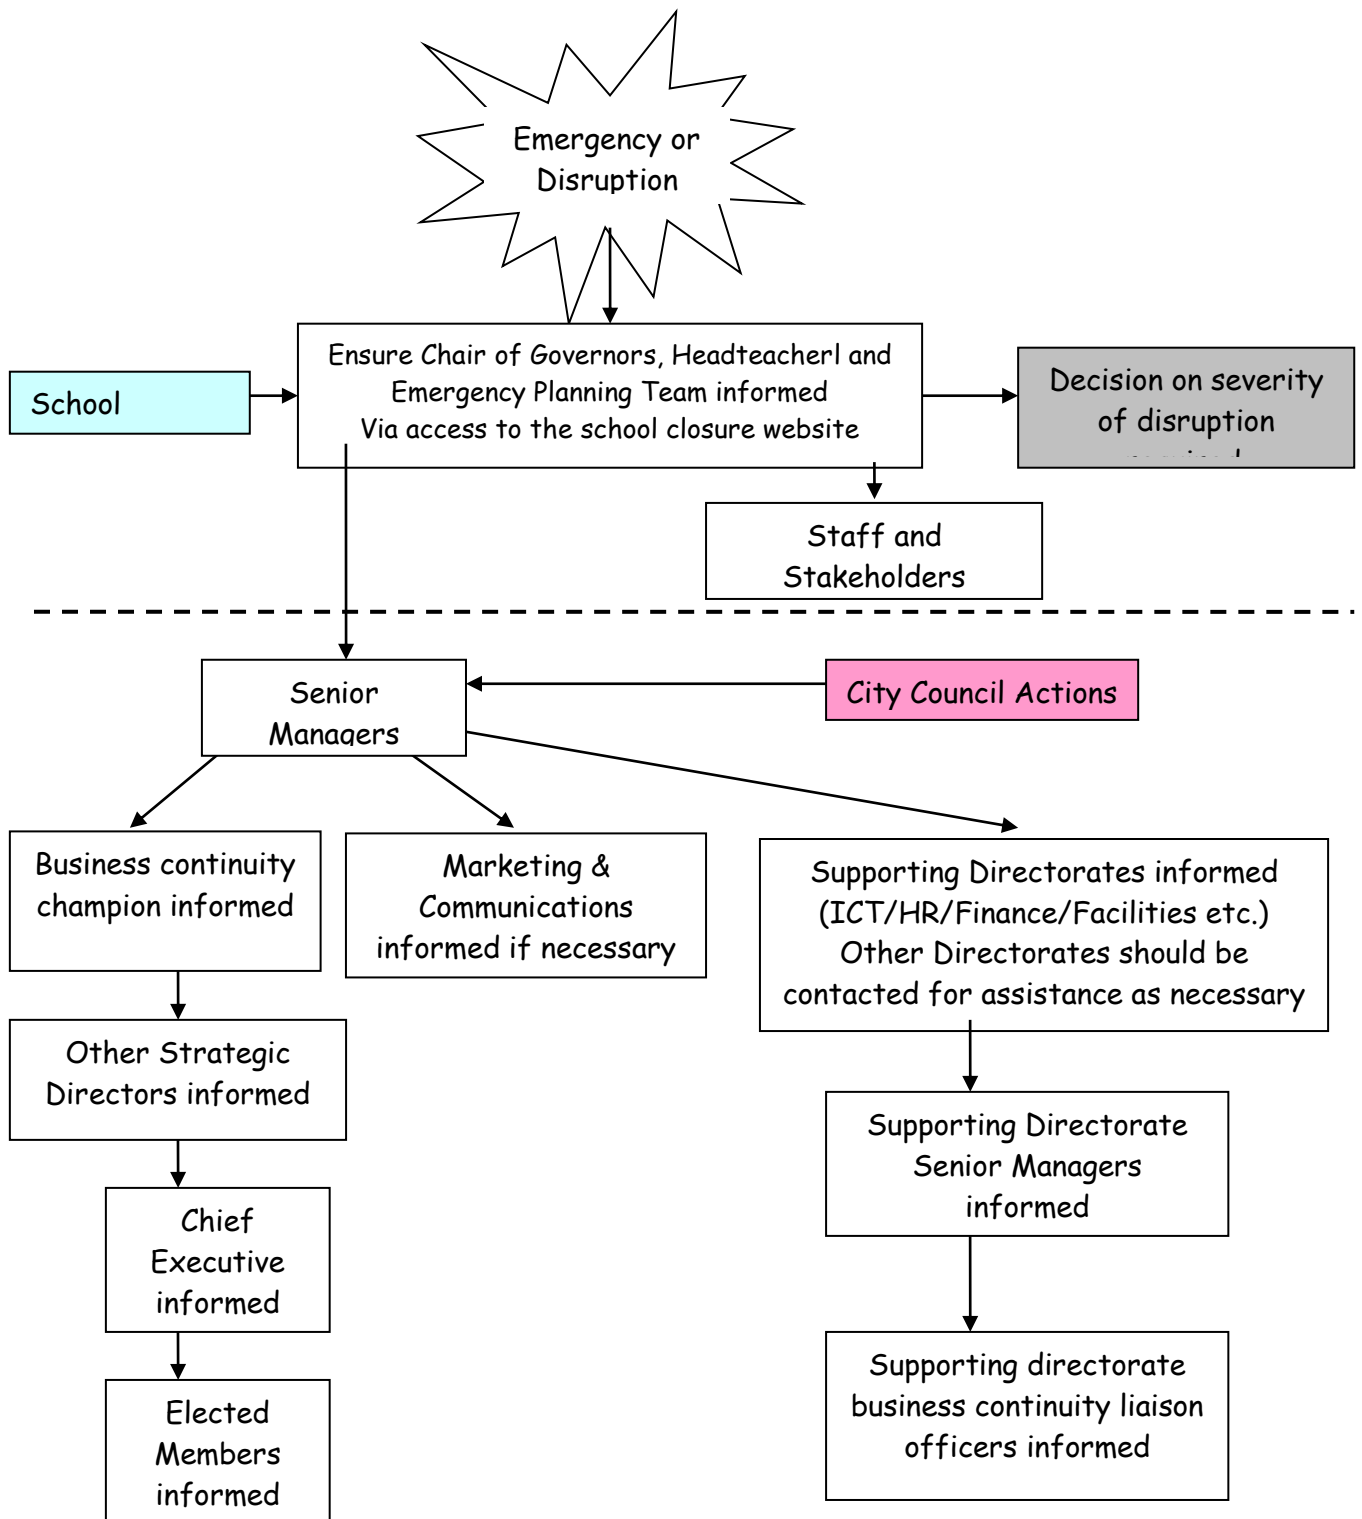 Emergency or
Disruption
Ensure Chair of Governors, Headteacherl and
Emergency Planning Team informed
Via access to the school closure website
School
Decision on severity
of disruption
Staff and
Stakeholders
Senior
Managers
City Council Actions
Business continuity
champion informed
Marketing &
Communications
informed if necessary
Supporting Directorates informed
(ICT/HR/Finance/Facilities etc.)
Other Directorates should be
contacted for assistance as necessary
Other Strategic
Directors informed
Supporting Directorate
Senior Managers
informed
Chief
Executive
informed
Supporting directorate
business continuity liaison
officers informed
Elected
Members
informed